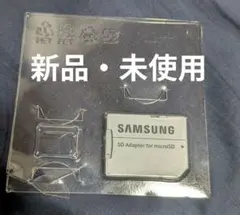 新品・未使用
SAMSUNG
SD Adapter for microSD